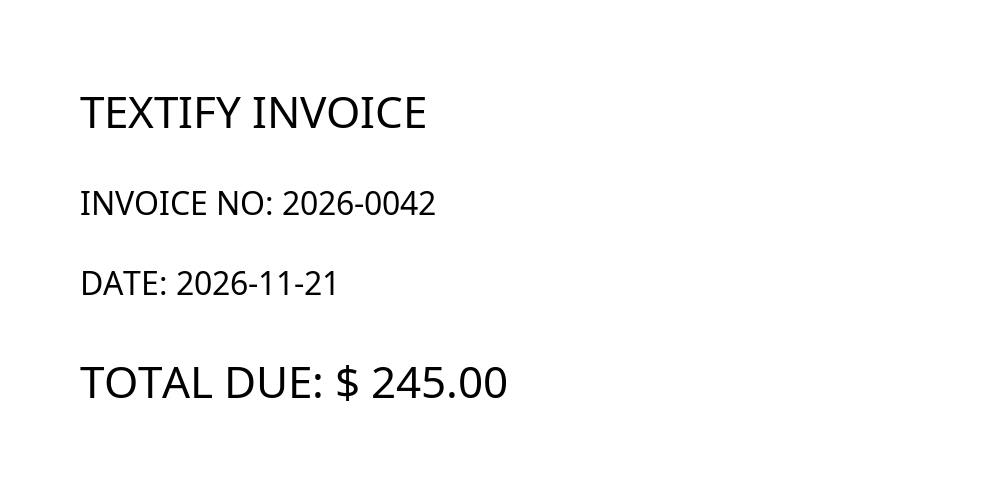 TEXTIFY INVOICE
INVOICE NO: 2026-0042
DATE: 2026-11-21
TOTAL DUE: $ 245.00